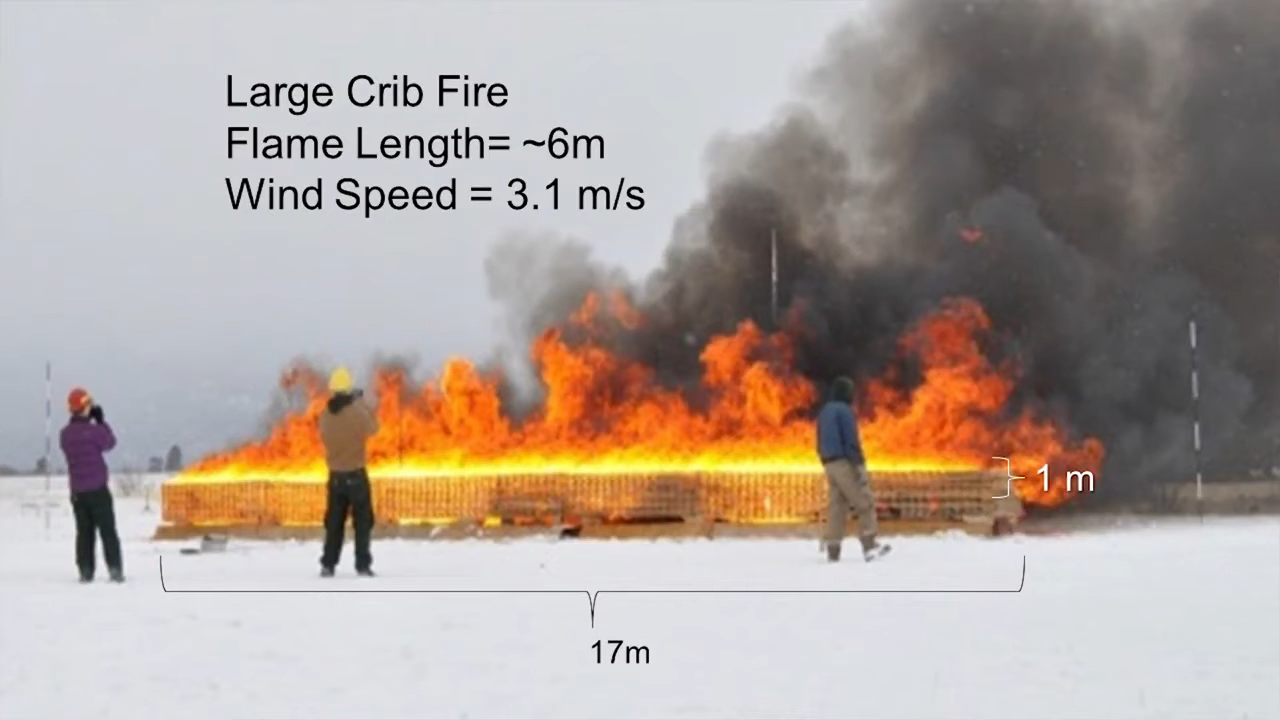 Large Crib Fire
Flame Length= ~6m
Wind Speed = 3.1 m/s
1 m
17m